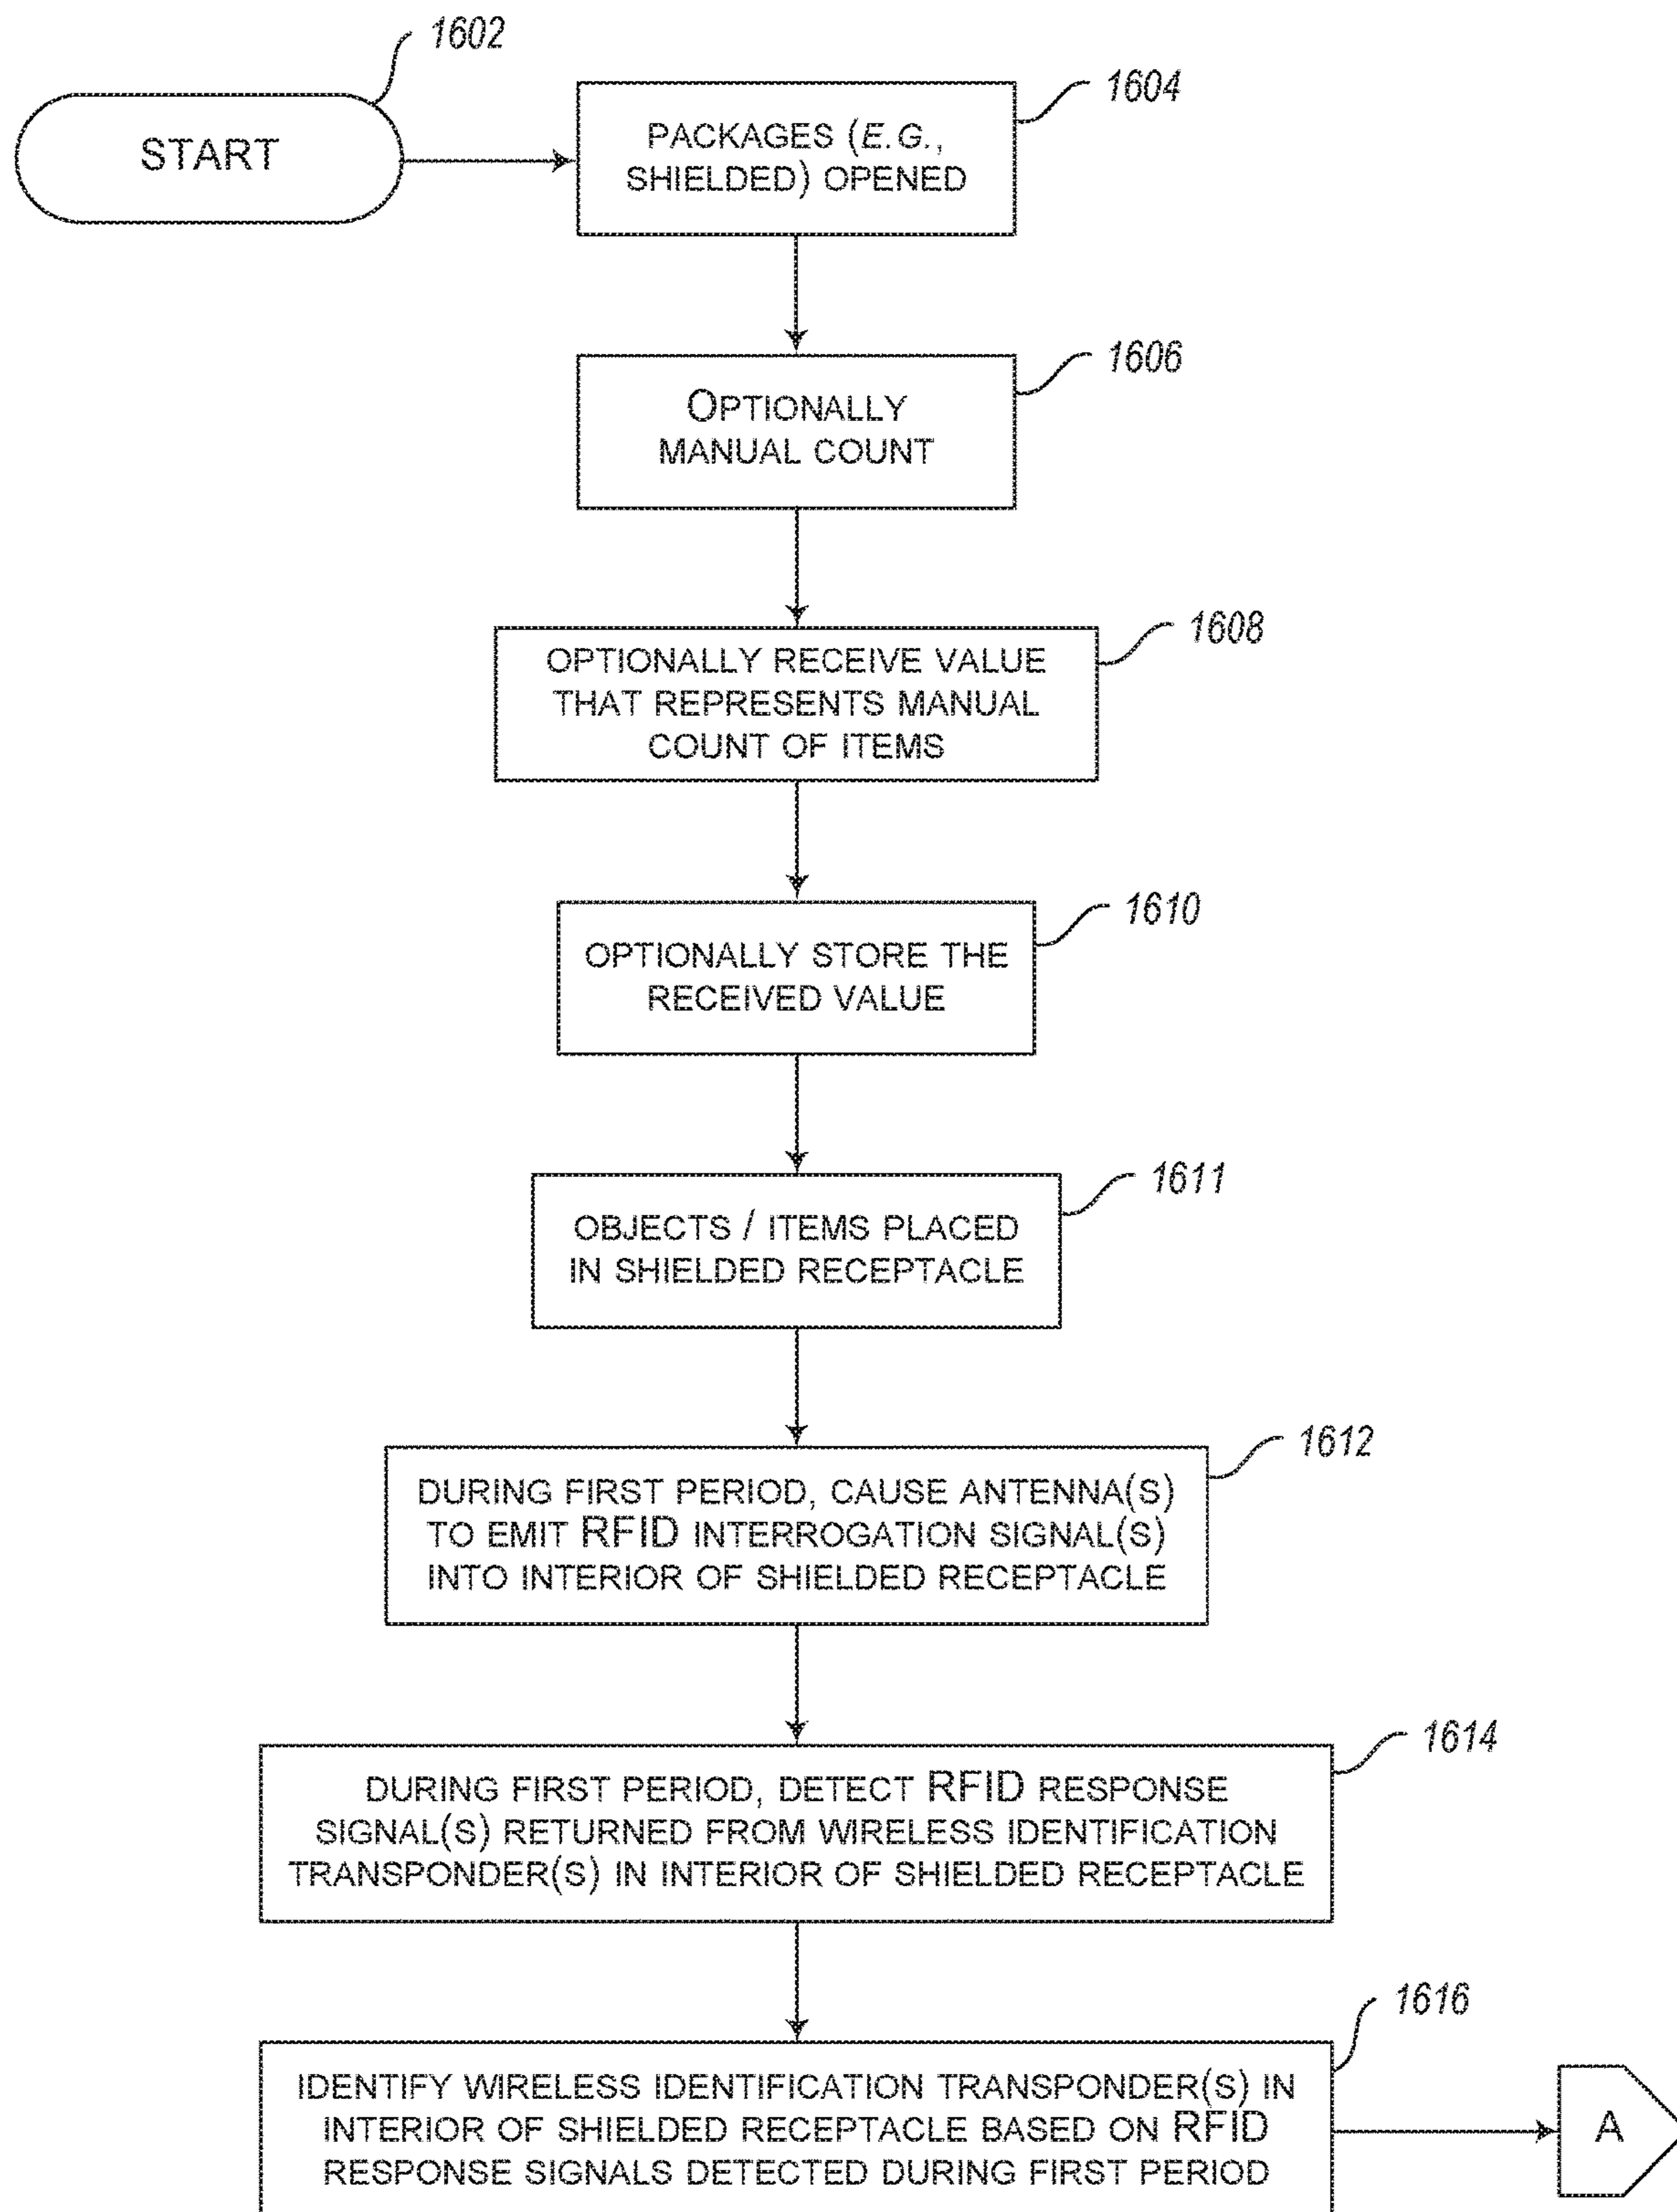 1602
START
1604
PACKAGES (E.G.,
SHIELDED) OPENED
1606
OPTIONALLY
MANUAL COUNT
1608
OPTIONALLY RECEIVE VALUE
THAT REPRESENTS MANUAL
COUNT OF ITEMS
1610
OPTIONALLY STORE THE
RECEIVED VALUE
1611
OBJECTS / ITEMS PLACED
IN SHIELDED RECEPTACLE
1612
DURING FIRST PERIOD, CAUSE ANTENNA(S)
TO EMIT RFID INTERROGATION SIGNAL(S)
INTO INTERIOR OF SHIELDED RECEPTACLE
1614
DURING FIRST PERIOD, DETECT RFID RESPONSE
SIGNAL(S) RETURNED FROM WIRELESS IDENTIFICATION
TRANSPONDER(S) IN INTERIOR OF SHIELDED RECEPTACLE
1616
IDENTIFY WIRELESS IDENTIFICATION TRANSPONDER(S) IN
INTERIOR OF SHIELDED RECEPTACLE BASED ON RFID
RESPONSE SIGNALS DETECTED DURING FIRST PERIOD
A